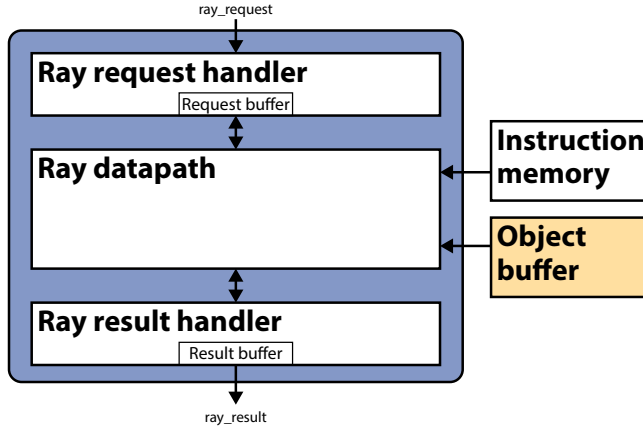 ray_request
Ray request handler
Request buffer
Ray datapath
Instruction
memory
Object
buffer
Ray result handler
Result buffer
ray_result